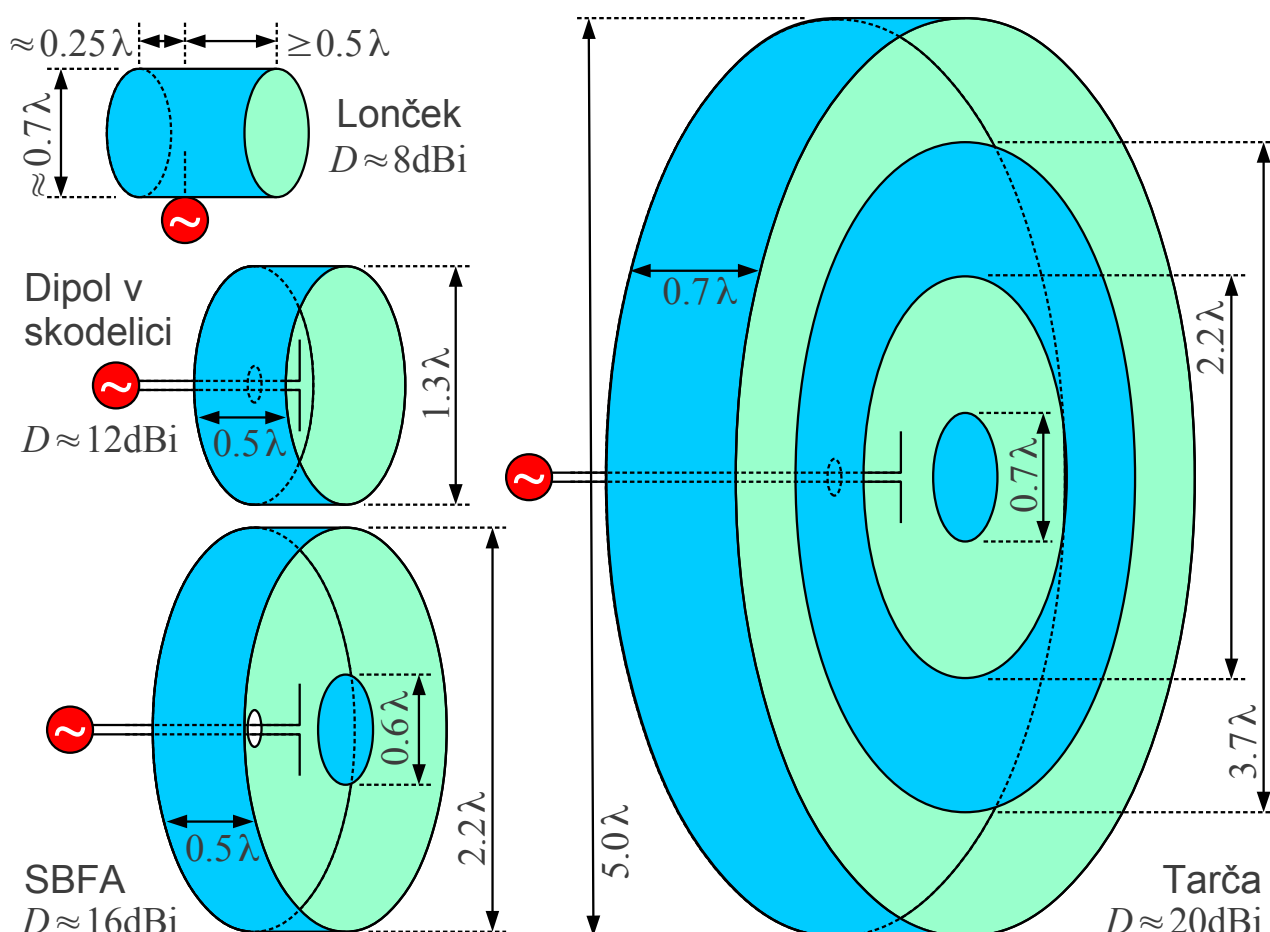 ≈0.25λ
≥0.5λ
≈0.7λ
Lonček
D≈8dBi
~
Dipol v
skodelici
~
D≈12dBi
0.5λ
1.3λ
~
0.6λ
0.5λ
2.2λ
SBFA
D≈16dBi
0.7λ
2.2λ
0.7λ
~
3.7λ
5.0λ
Tarča
D≈20dBi